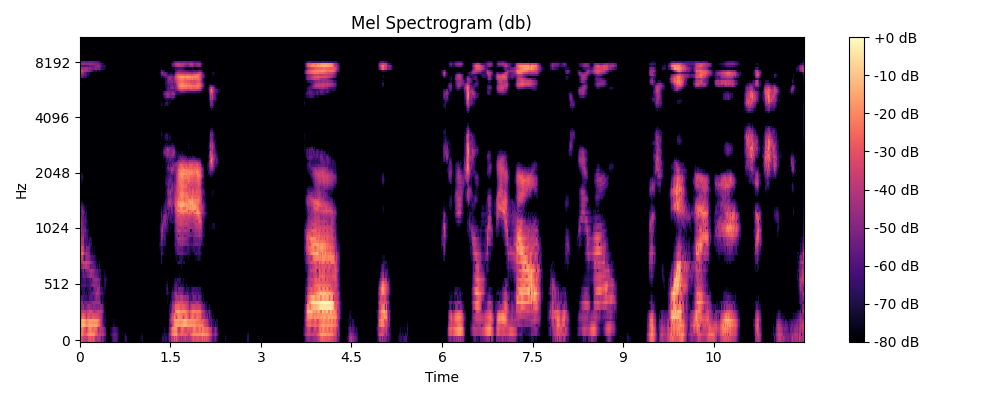 Mel Spectrogram (db)
8192
4096
2048
1024
512
0
Hz
0 1.5 3 4.5 6 7.5 9 10
Time
+0 dB
-10 dB
-20 dB
-30 dB
-40 dB
-50 dB
-60 dB
-70 dB
-80 dB